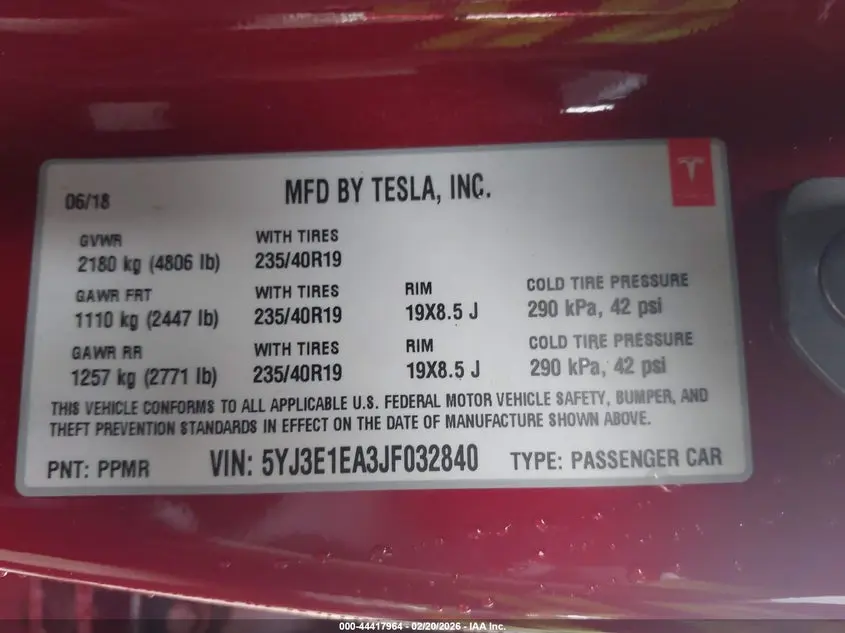 06/18 MFD BY TESLA, INC.
GVWR WITH TIRES
2180 kg (4806 lb) 235/40R19
GAWR FRT WITH TIRES RIM COLD TIRE PRESSURE
1110 kg (2447 lb) 235/40R19 19X8.5 J 290 kPa, 42 psi
GAWR RR WITH TIRES RIM COLD TIRE PRESSURE
1257 kg (2771 lb) 235/40R19 19X8.5 J 290 kPa, 42 psi
THIS VEHICLE CONFORMS TO ALL APPLICABLE U.S. FEDERAL MOTOR VEHICLE SAFETY, BUMPER, AND
THEFT PREVENTION STANDARDS IN EFFECT ON THE DATE OF MANUFACTURE SHOWN ABOVE.
PNT: PPMR VIN: 5YJ3E1EA3JF032840 TYPE: PASSENGER CAR
000-44417964 - 02/20/2026 - IAA Inc.